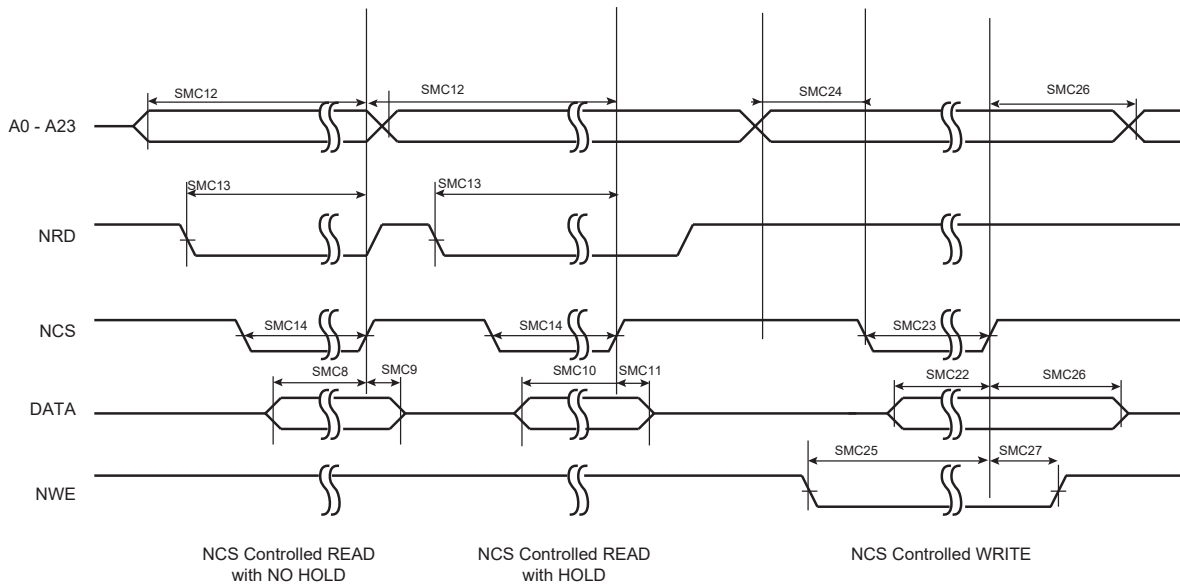 SMC12
SMC12
SMC24
SMC26
A0 - A23
SMC13
SMC13
NRD
NCS
SMC14
SMC14
SMC23
SMC8
SMC9
SMC10
SMC11
SMC22
SMC26
DATA
SMC25
SMC27
NWE
NCS Controlled READ
with NO HOLD
NCS Controlled READ
with HOLD
NCS Controlled WRITE